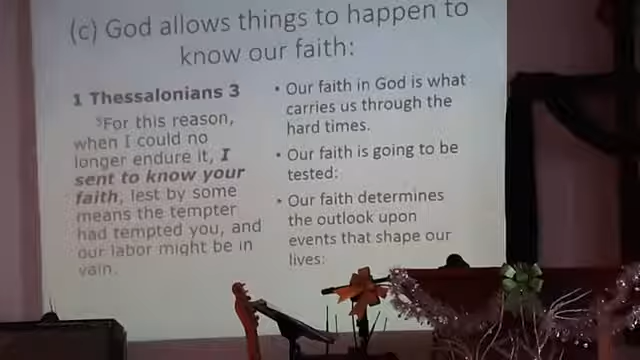 (c) God allows things to happen to
know our faith:
1 Thessalonians 3
5For this reason,
when I could no
longer endure it, I
sent to know your
faith, lest by some
means the tempter
had tempted you, and
our labor might be in
vain.
• Our faith in God is what
carries us through the
hard times.
• Our faith is going to be
tested:
• Our faith determines
the outlook upon
events that shape our
lives: